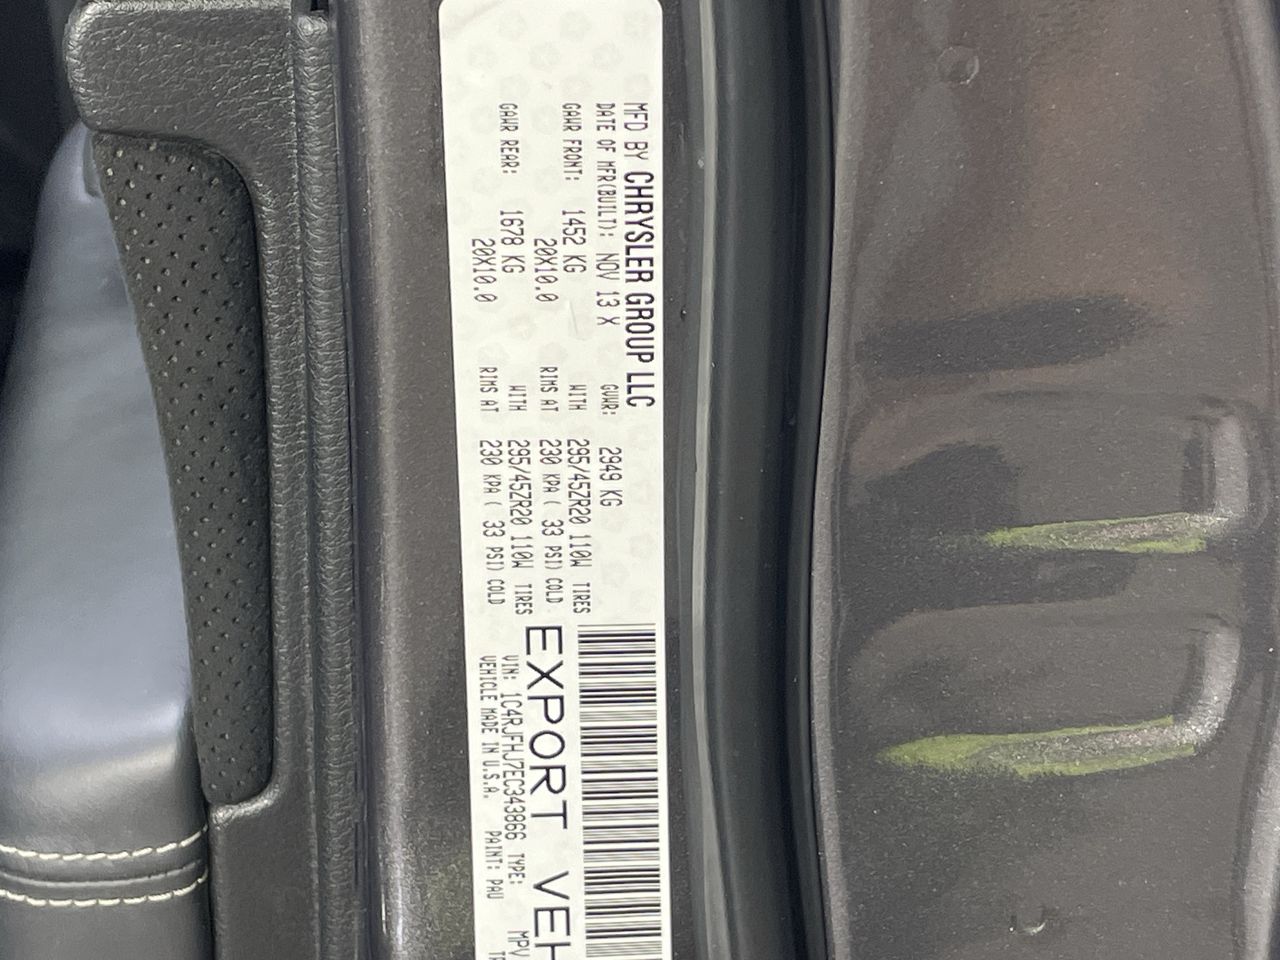 MFD BY CHRYSLER GROUP LLC
DATE OF MFR(BUILT): NOV 13 X GVWR: 2949 KG
GAWR FRONT: 1452 KG WITH 295/45ZR20 110W TIRES
20X10.0 RIMS AT 230 KPA ( 33 PSI) COLD
GAWR REAR: 1678 KG WITH 295/45ZR20 110W TIRES
20X10.0 RIMS AT 230 KPA ( 33 PSI) COLD
EXPORT VEH
VIN: 1C4RJFHJ7EC343866 TYPE: MPV
VEHICLE MADE IN U.S.A. PAINT: PAU TR